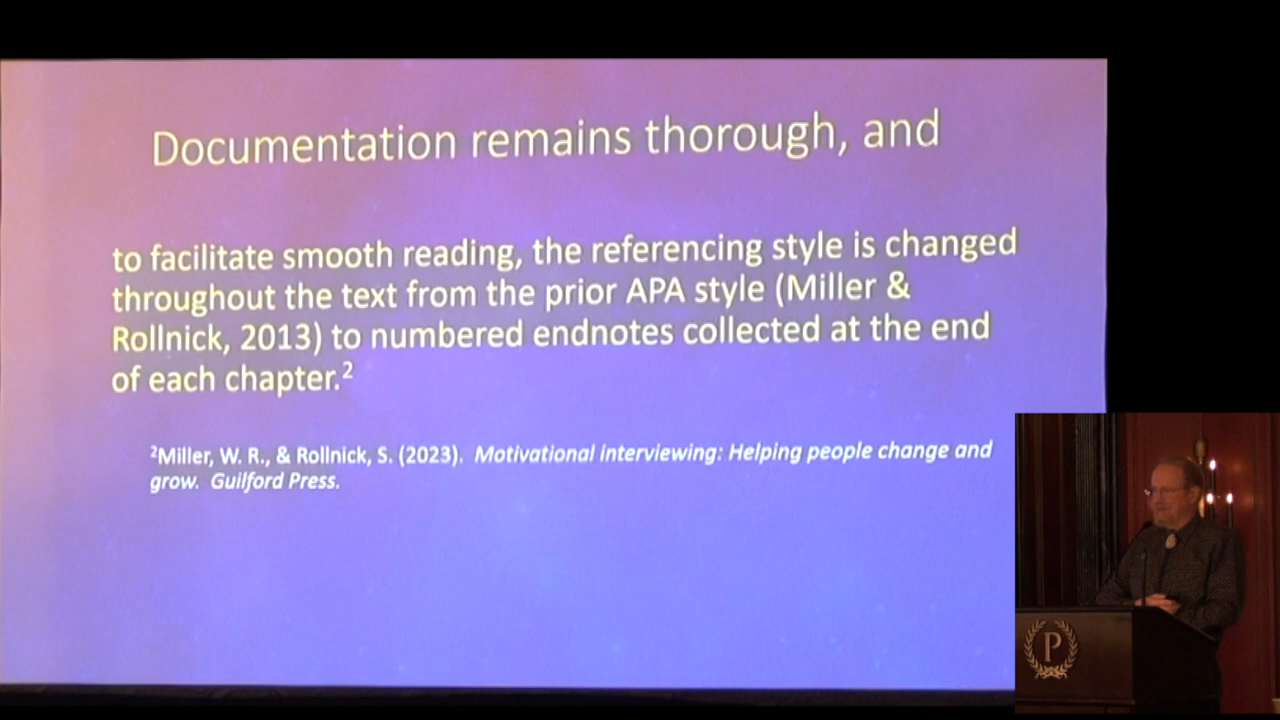 Documentation remains thorough, and
to facilitate smooth reading, the referencing style is changed
throughout the text from the prior APA style (Miller &
Rollnick, 2013) to numbered endnotes collected at the end
of each chapter.²
²Miller, W. R., & Rollnick, S. (2023). Motivational interviewing: Helping people change and
grow. Guilford Press.
P